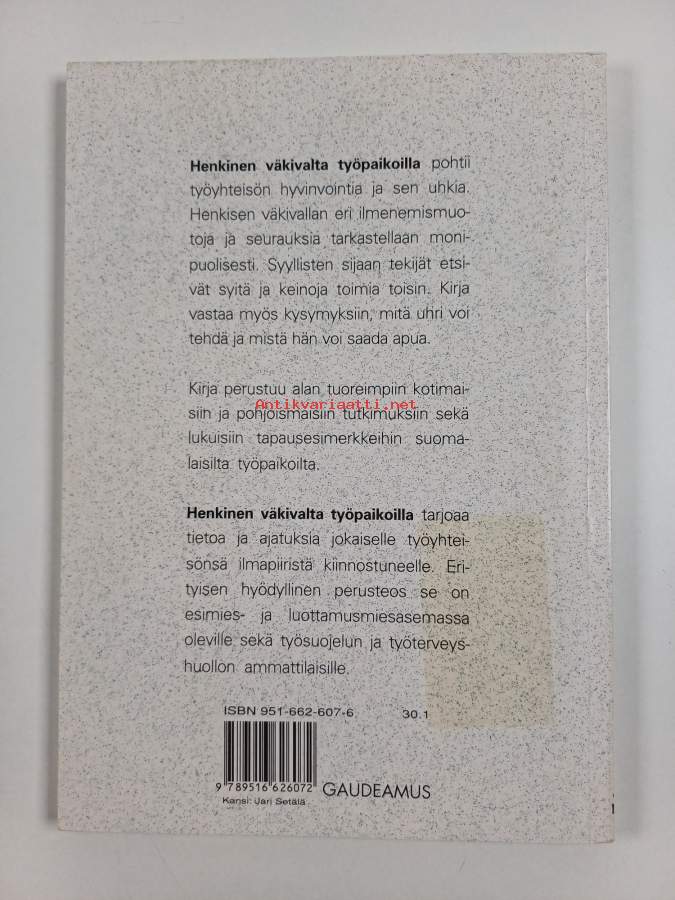 Henkinen väkivalta työpaikoilla pohtii
työyhteisön hyvinvointia ja sen uhkia.
Henkisen väkivallan eri ilmenemismuo-
toja ja seurauksia tarkastellaan moni-
puolisesti. Syyllisten sijaan tekijät etsi-
vät syitä ja keinoja toimia toisin. Kirja
vastaa myös kysymyksiin, mitä uhri voi
tehdä ja mistä hän voi saada apua.
Kirja perustuu alan tuoreimpiin kotimai-
Antikvariaatti.net
siin ja pohjoismaisiin tutkimuksiin sekä
lukuisiin tapausesimerkkeihin suoma-
laisilta työpaikoilta.
Henkinen väkivalta työpaikoilla tarjoaa
tietoa ja ajatuksia jokaiselle työyhtei-
sönsä ilmapiiristä kiinnostuneelle. Eri-
tyisen hyödyllinen perusteos se on
esimies- ja luottamusmiesasemassa
oleville sekä työsuojelun ja työterveys-
huollon ammattilaisille.
ISBN 951-662-607-6 30.1
9 789516 626072
GAUDEAMUS
Kansi: Jari Setälä